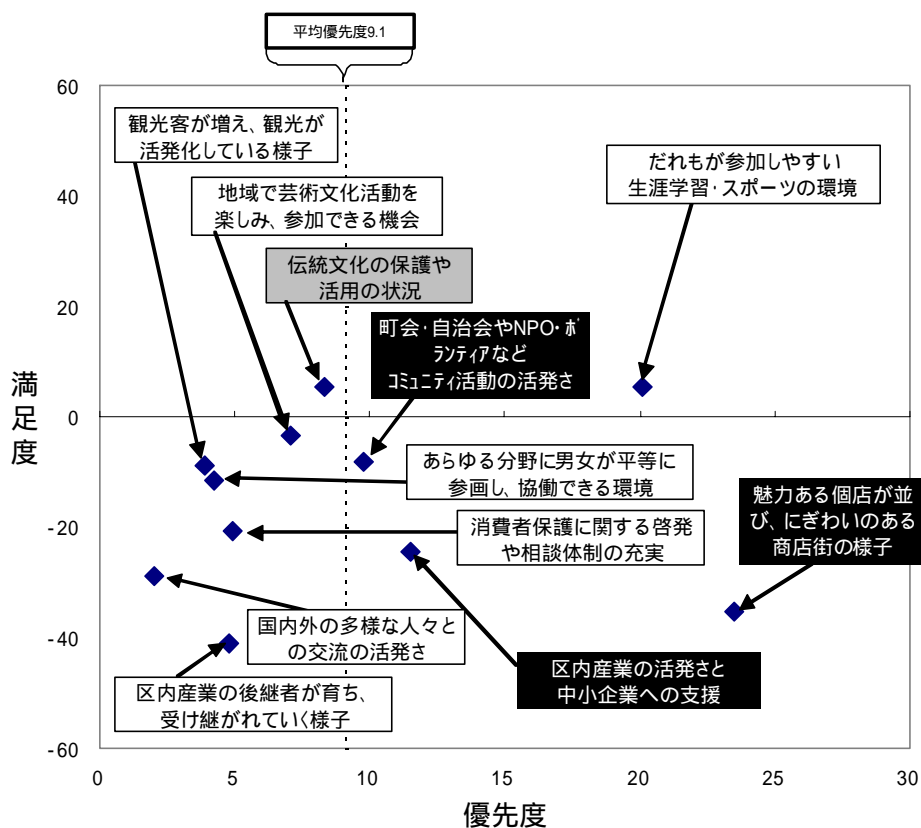 平均優先度9.1
60
40
20
0
-20
-40
-60
満足度
観光客が増え、観光が
活発化している様子
地域で芸術文化活動を
楽しみ、参加できる機会
伝統文化の保護や
活用の状況
町会・自治会やNPO・ボ
ランティアなど
コミュニティ活動の活発さ
だれもが参加しやすい
生涯学習・スポーツの環境
あらゆる分野に男女が平等に
参画し、協働できる環境
消費者保護に関する啓発
や相談体制の充実
魅力ある個店が並
び、にぎわいのある
商店街の様子
国内外の多様な人々と
の交流の活発さ
区内産業の活発さと
中小企業への支援
区内産業の後継者が育ち、
受け継がれていく様子
0 5 10 15 20 25 30
優先度